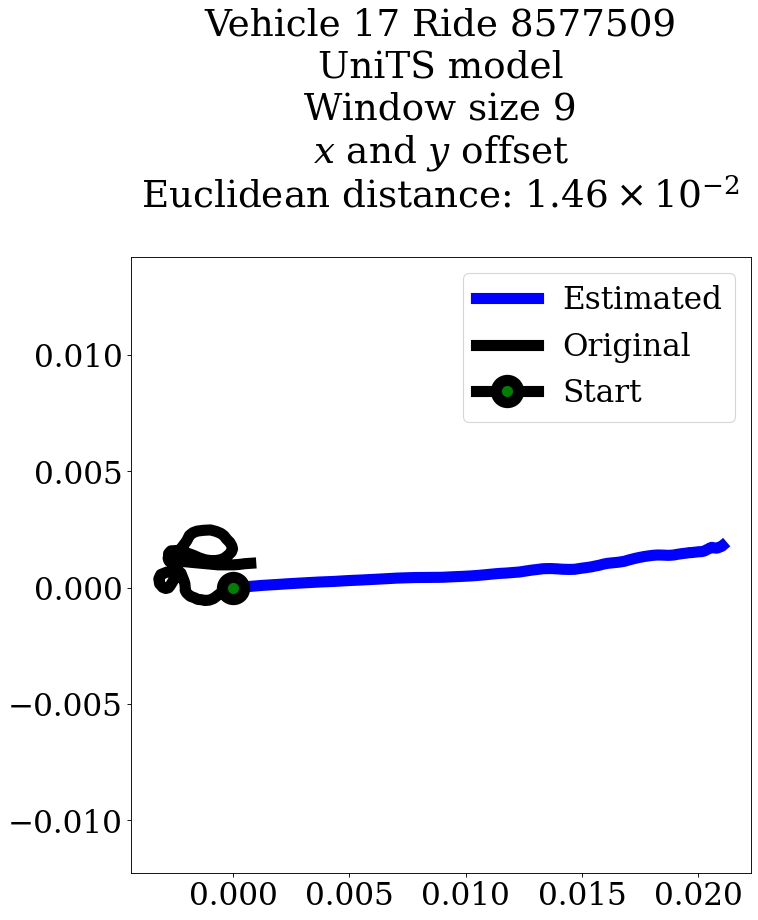 Vehicle 17 Ride 8577509
UniTS model
Window size 9
x and y offset
Euclidean distance: 1.46 × 10⁻²
Estimated
Original
Start
0.010
0.005
0.000
−0.005
−0.010
0.000 0.005 0.010 0.015 0.020